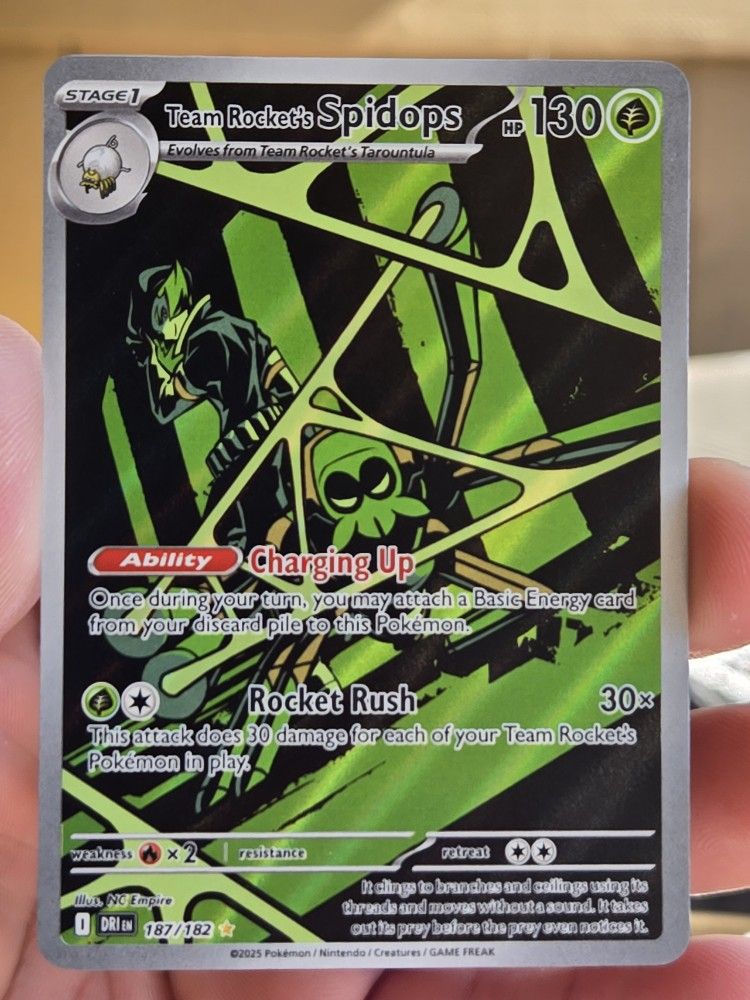 STAGE1
Team Rocket's Spidops HP 130
Evolves from Team Rocket's Tarountula
Ability Charging Up
Once during your turn, you may attach a Basic Energy card
from your discard pile to this Pokémon.
Rocket Rush 30×
This attack does 30 damage for each of your Team Rocket's
Pokémon in play.
weakness × 2 resistance retreat
It clings to branches and ceilings using its
threads and moves without a sound. It takes
out its prey before the prey even notices it.
Illus. NC Empire
I DRI EN 187/182
©2025 Pokémon / Nintendo / Creatures / GAME FREAK